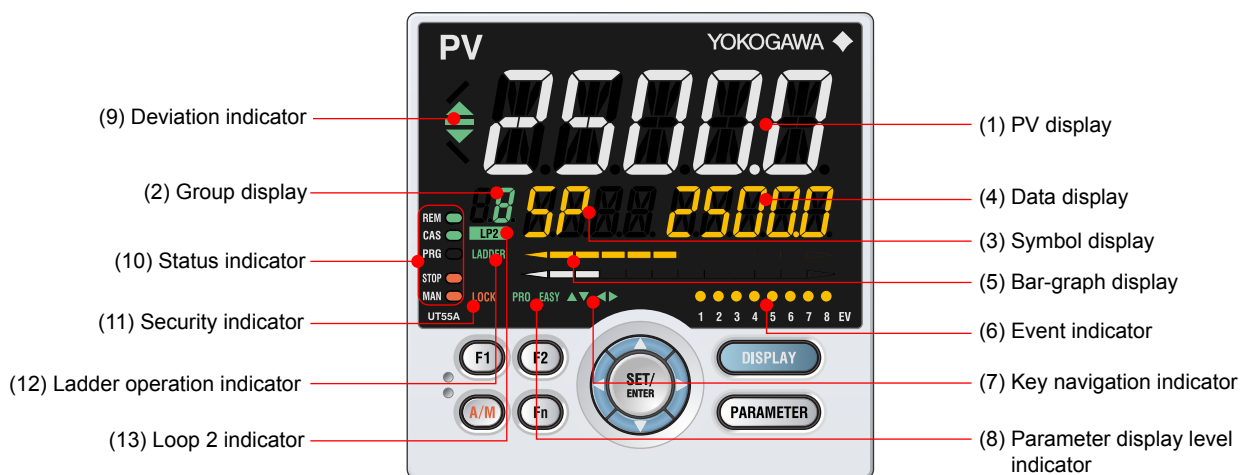 PV
YOKOGAWA
25000
(9) Deviation indicator
(1) PV display
(2) Group display
8
SP
2500.0
(4) Data display
(3) Symbol display
REM
CAS
LP2
PRG
LADDER
(10) Status indicator
(5) Bar-graph display
STOP
MAN
LOCK
PRO
EASY
UT55A
1 2 3 4 5 6 7 8 EV
(11) Security indicator
(6) Event indicator
F1
F2
DISPLAY
SET/
ENTER
(12) Ladder operation indicator
(7) Key navigation indicator
A/M
Fn
PARAMETER
(13) Loop 2 indicator
(8) Parameter display level
indicator